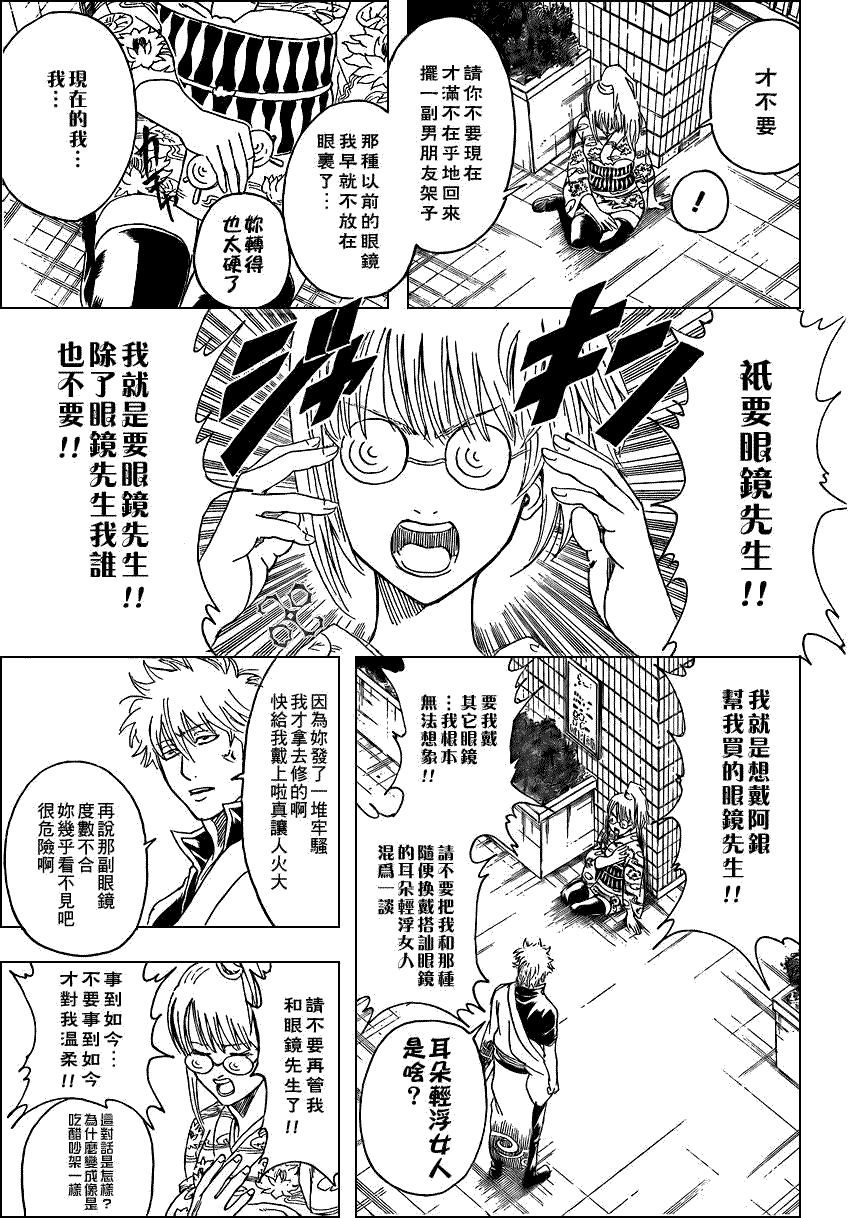 才不要
！
請你不要現在
才滿不在乎地回來
擺一副男朋友架子
那種以前的眼鏡
我早就不放在
眼裏了…
妳轉得
也太硬了
現在的我…
我…
祇要眼鏡先生!!
キン
ジャ
我就是要眼鏡先生!!
除了眼鏡先生我誰
也不要!!
我就是想戴阿銀
幫我買的眼鏡先生!!
要我戴
其它眼鏡
…我根本
無法想象!!
請不要把我和那種
隨便換戴搭訕眼鏡
的耳朵輕浮女人
混爲一談
耳朵輕浮女人
是啥？
因為妳發了一堆牢騷
我才拿去修的啊
快給我戴上啦真讓人火大
再說那副眼鏡
度數不合
妳幾乎看不見吧
很危險啊
請不要再管我
和眼鏡先生了!!
事到如今…
不要事到如今
才對我溫柔!!
這對話是怎樣？
為什麼變成像是
吃醋吵架一樣